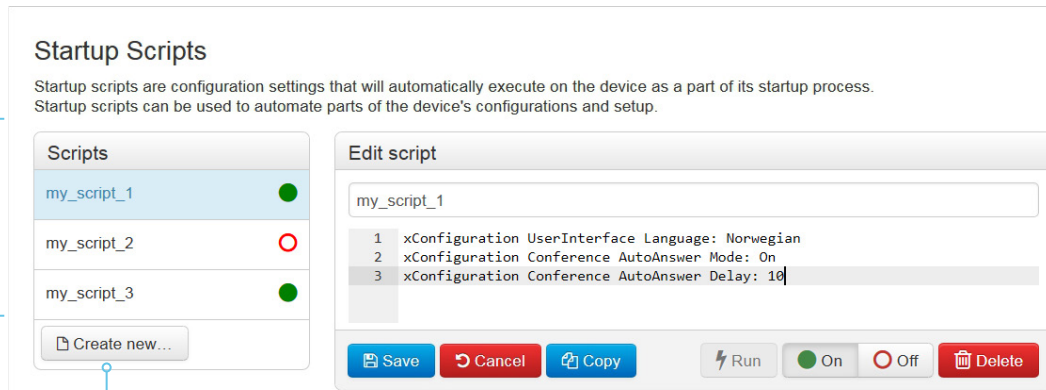 Startup Scripts
Startup scripts are configuration settings that will automatically execute on the device as a part of its startup process.
Startup scripts can be used to automate parts of the device's configurations and setup.
Scripts
my_script_1
my_script_2
my_script_3
Create new...
Edit script
my_script_1
1 xConfiguration UserInterface Language: Norwegian
2 xConfiguration Conference AutoAnswer Mode: On
3 xConfiguration Conference AutoAnswer Delay: 10
Save Cancel Copy Run On Off Delete